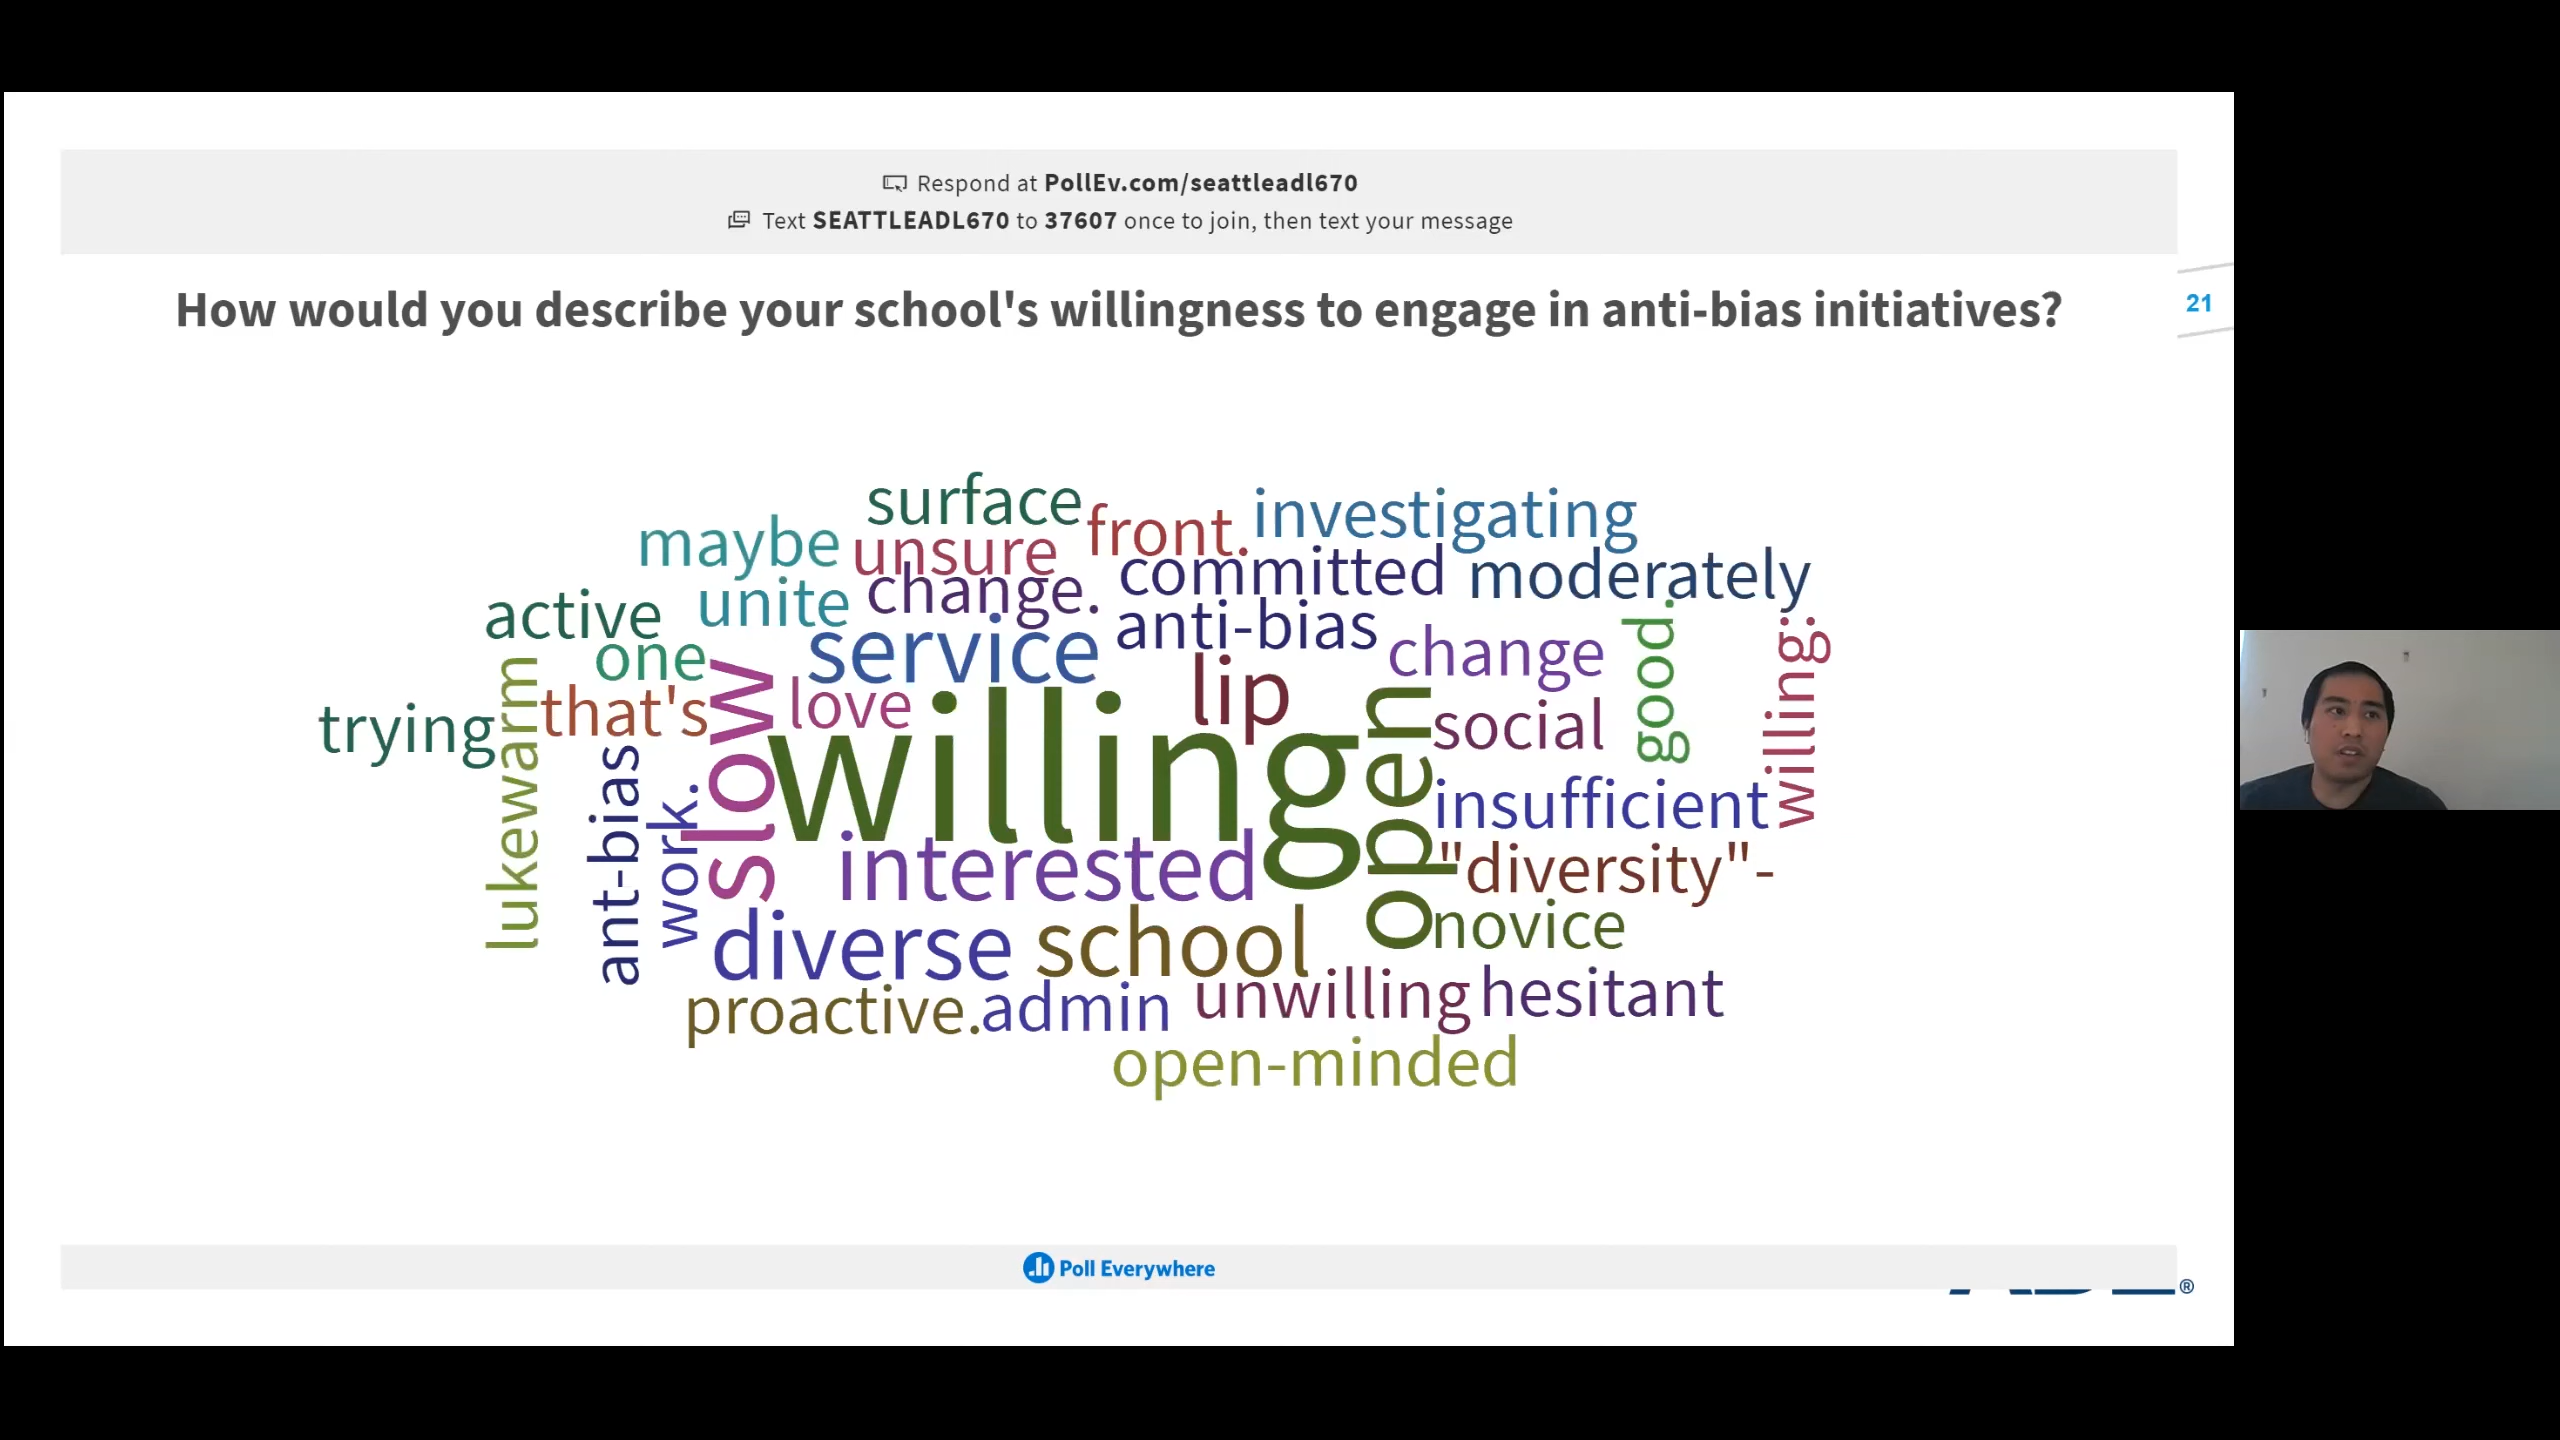 Respond at PollEv.com/seattleadl670
Text SEATTLEADL670 to 37607 once to join, then text your message
How would you describe your school's willingness to engage in anti-bias initiatives?
21
surface
front.
investigating
maybe
unsure
committed
moderately
active
unite
change.
anti-bias
one
service
change
good.
willing:
trying
lukewarm
that's
slow
love
lip
open
social
ant-bias
work.
willing
insufficient
interested
"diversity"-
diverse
school
novice
proactive.
admin
unwilling
hesitant
open-minded
Poll Everywhere
®